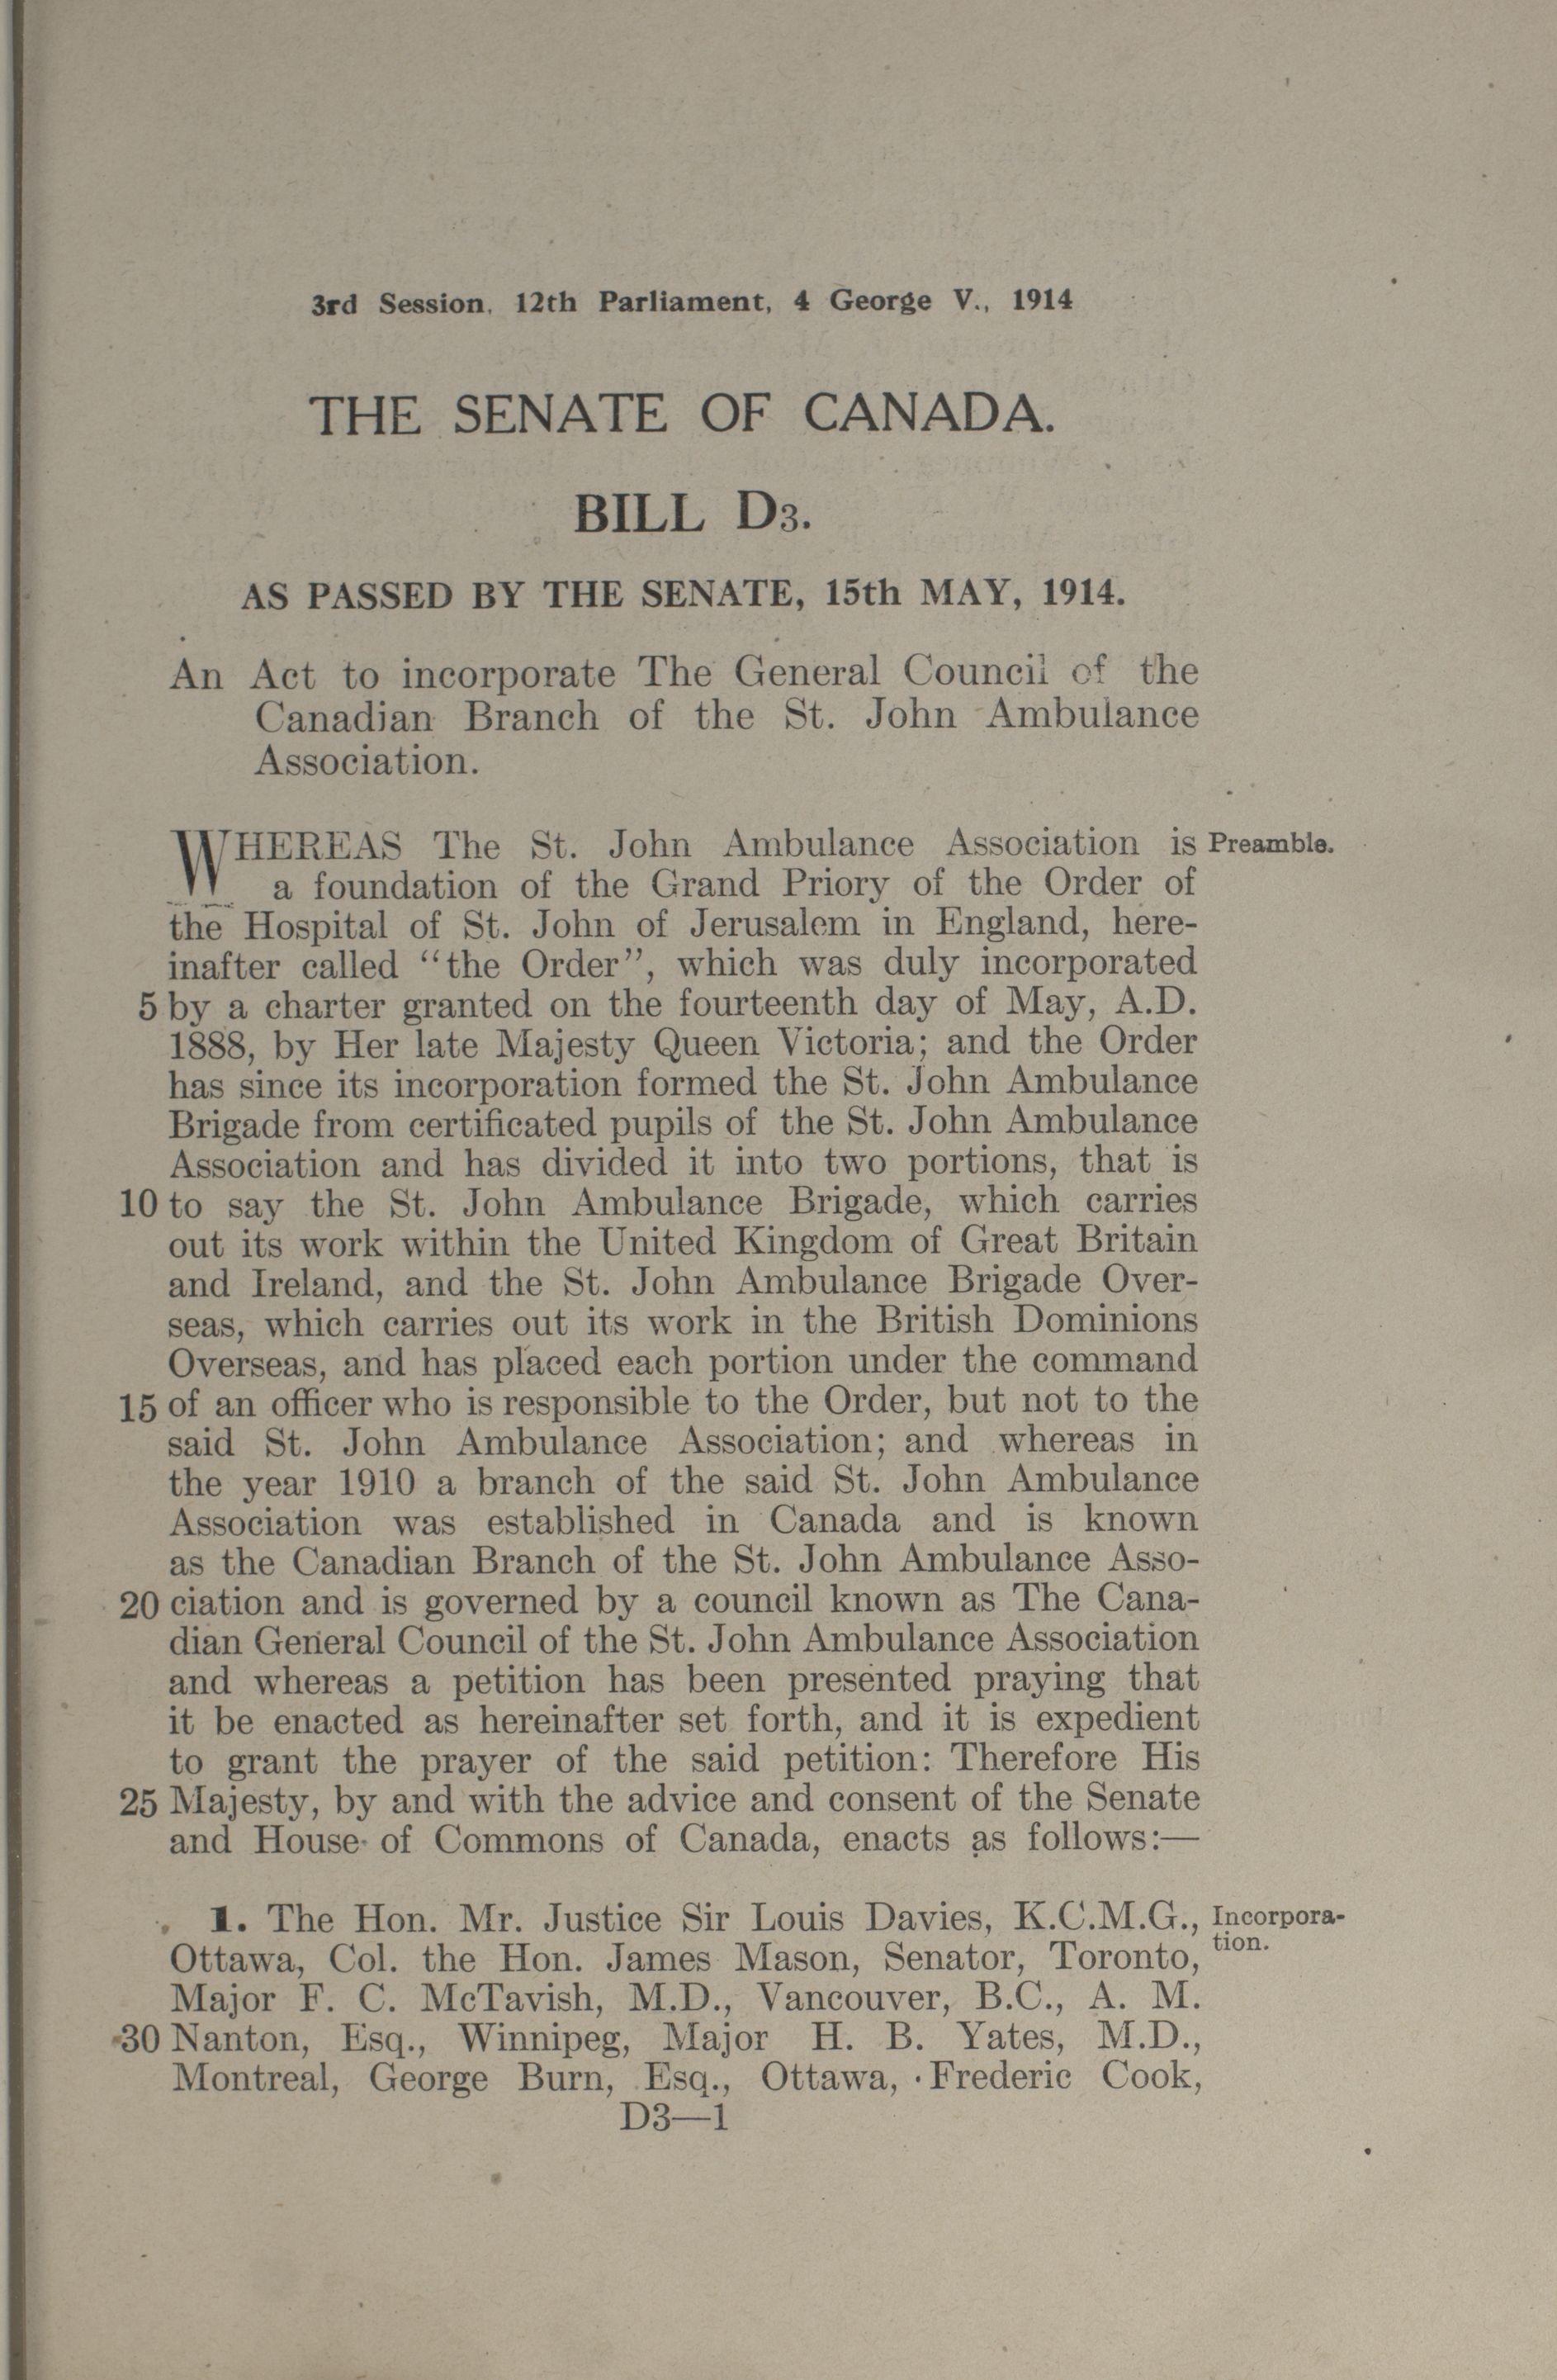 3rd Session, 12th Parliament, 4 George V., 1914
THE SENATE OF CANADA.
BILL D3.
AS PASSED BY THE SENATE, 15th MAY, 1914.
An Act to incorporate The General Council of the
Canadian Branch of the St. John Ambulance
Association.
WHEREAS The St. John Ambulance Association is Preamble.
a foundation of the Grand Priory of the Order of
the Hospital of St. John of Jerusalem in England, here-
inafter called “the Order”, which was duly incorporated
5 by a charter granted on the fourteenth day of May, A.D.
1888, by Her late Majesty Queen Victoria; and the Order
has since its incorporation formed the St. John Ambulance
Brigade from certificated pupils of the St. John Ambulance
Association and has divided it into two portions, that is
10 to say the St. John Ambulance Brigade, which carries
out its work within the United Kingdom of Great Britain
and Ireland, and the St. John Ambulance Brigade Over-
seas, which carries out its work in the British Dominions
Overseas, and has placed each portion under the command
15 of an officer who is responsible to the Order, but not to the
said St. John Ambulance Association; and whereas in
the year 1910 a branch of the said St. John Ambulance
Association was established in Canada and is known
as the Canadian Branch of the St. John Ambulance Asso-
20 ciation and is governed by a council known as The Cana-
dian General Council of the St. John Ambulance Association
and whereas a petition has been presented praying that
it be enacted as hereinafter set forth, and it is expedient
to grant the prayer of the said petition: Therefore His
25 Majesty, by and with the advice and consent of the Senate
and House of Commons of Canada, enacts as follows:—
1. The Hon. Mr. Justice Sir Louis Davies, K.C.M.G., Incorpora-
Ottawa, Col. the Hon. James Mason, Senator, Toronto, tion.
Major F. C. McTavish, M.D., Vancouver, B.C., A. M.
30 Nanton, Esq., Winnipeg, Major H. B. Yates, M.D.,
Montreal, George Burn, Esq., Ottawa, Frederic Cook,
D3—1